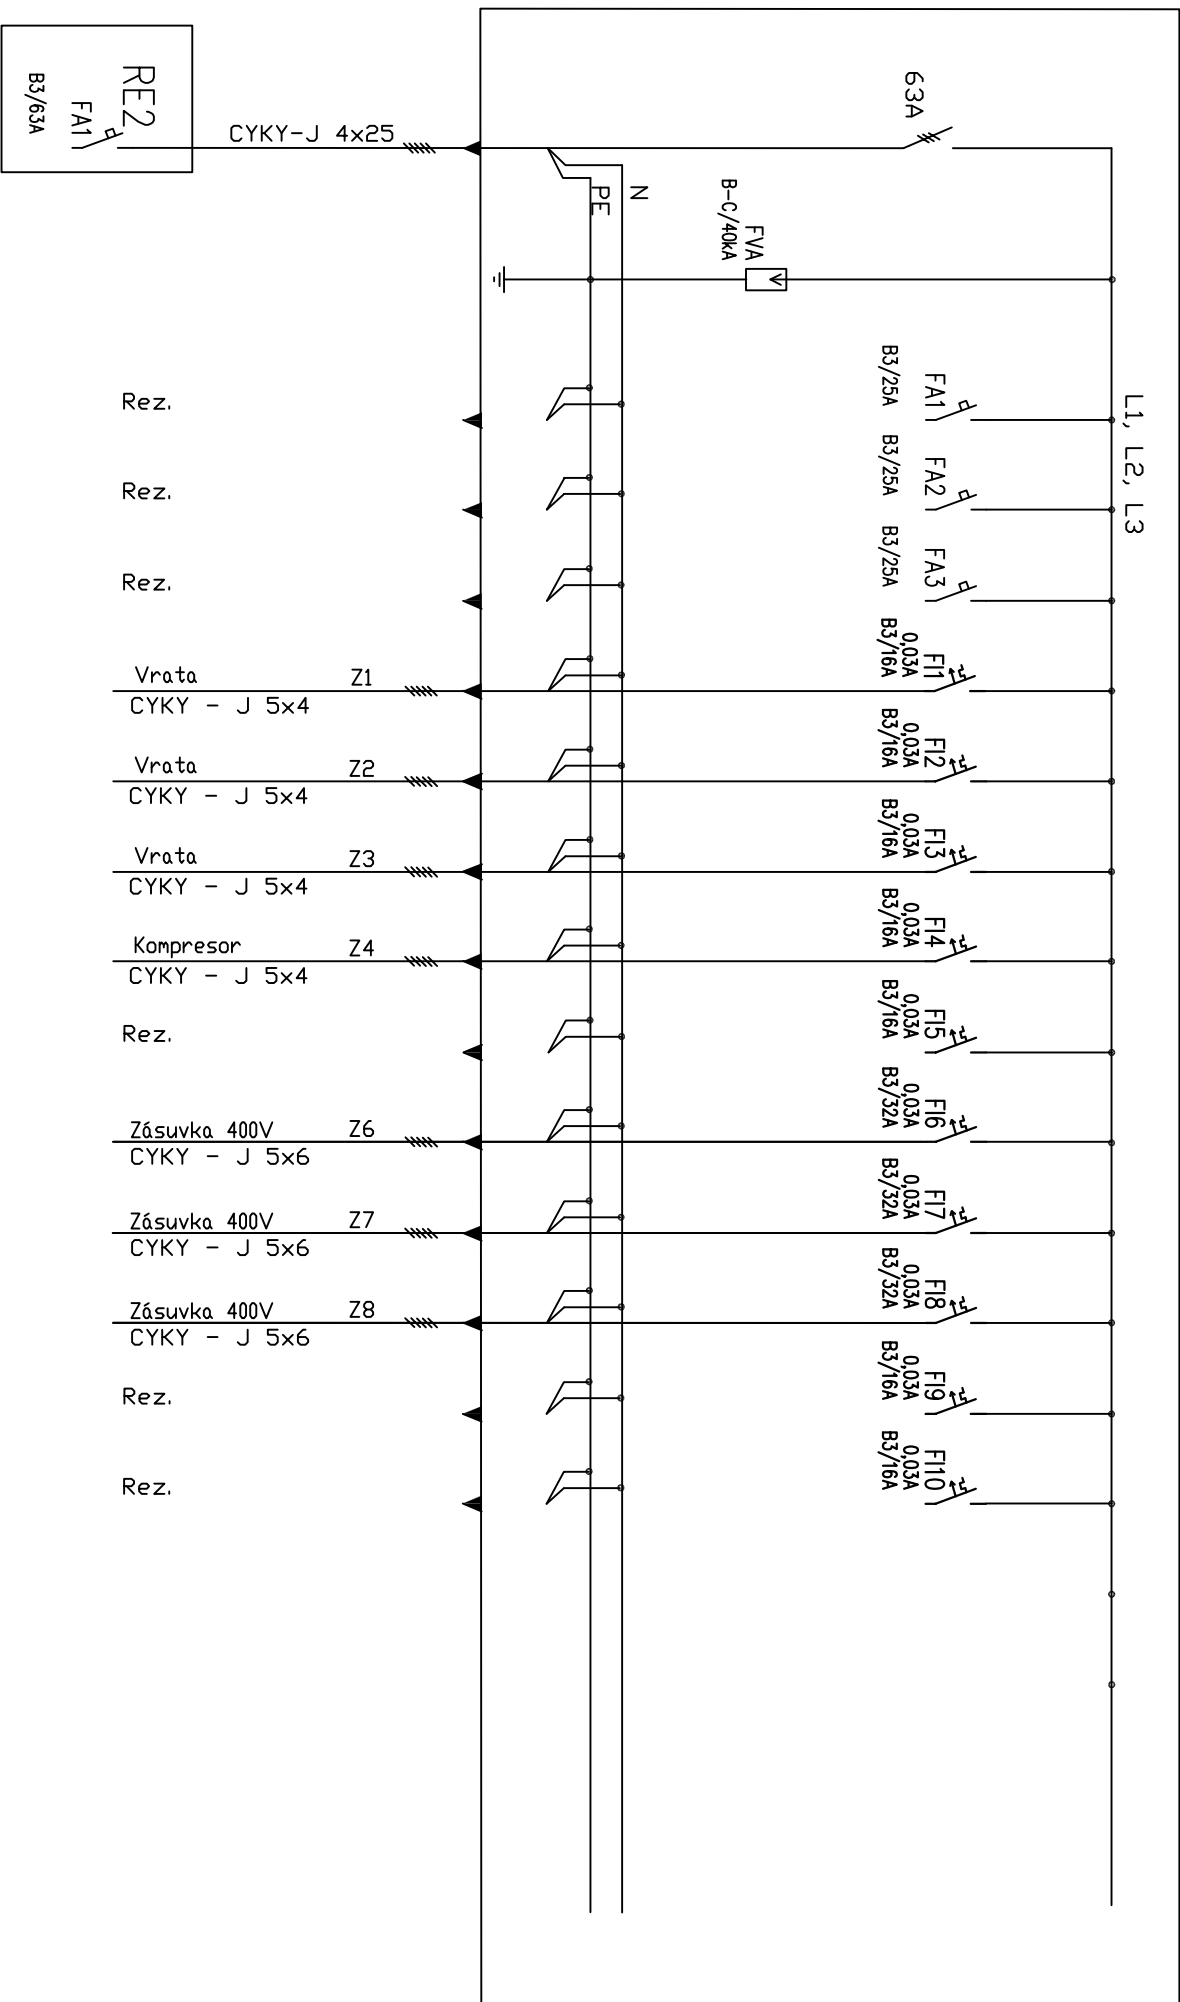 RE2
FA1
B3/63A
CYKY-J 4x25
63A
N
PE
FVA
B-C/40kA
L1, L2, L3
FA1
B3/25A
Rez.
FA2
B3/25A
Rez.
FA3
B3/25A
Rez.
FI1
0,03A
B3/16A
Vrata Z1
CYKY - J 5x4
FI2
0,03A
B3/16A
Vrata Z2
CYKY - J 5x4
FI3
0,03A
B3/16A
Vrata Z3
CYKY - J 5x4
FI4
0,03A
B3/16A
Kompresor Z4
CYKY - J 5x4
FI5
0,03A
B3/16A
Rez.
FI6
0,03A
B3/32A
Zásuvka 400V Z6
CYKY - J 5x6
FI7
0,03A
B3/32A
Zásuvka 400V Z7
CYKY - J 5x6
FI8
0,03A
B3/32A
Zásuvka 400V Z8
CYKY - J 5x6
FI9
0,03A
B3/16A
Rez.
FI10
0,03A
B3/16A
Rez.